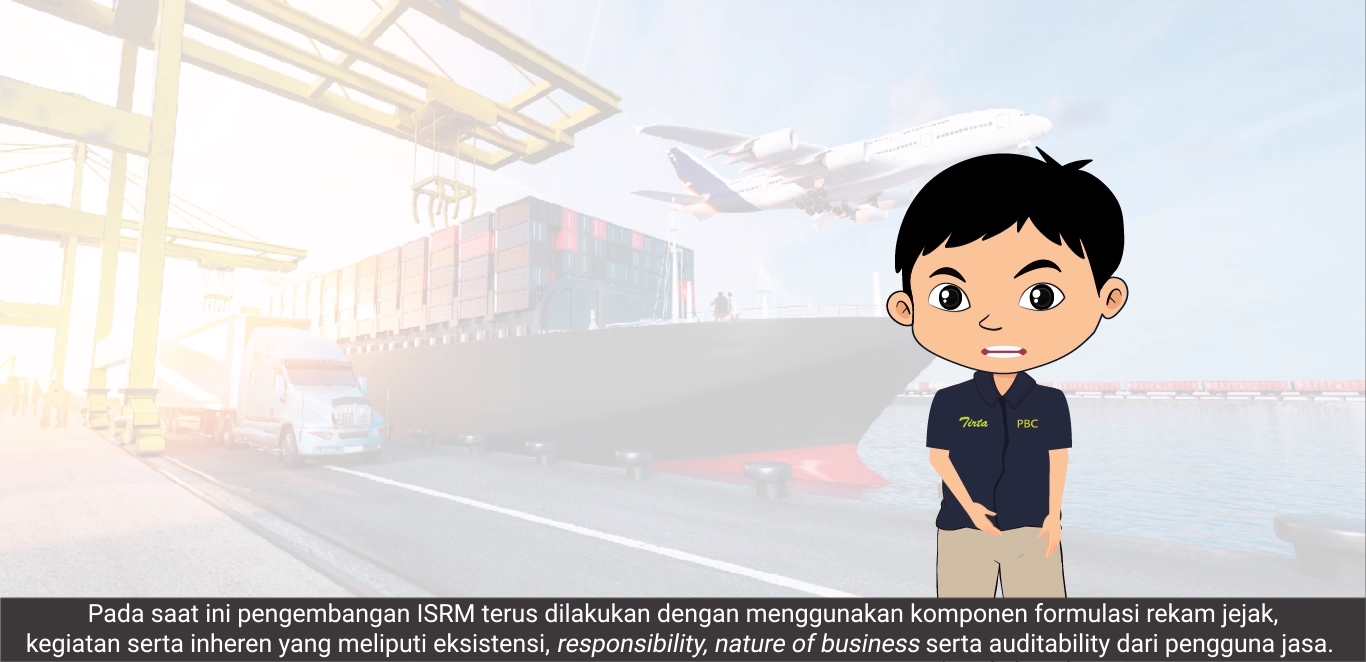 Tirta PBC
Pada saat ini pengembangan ISRM terus dilakukan dengan menggunakan komponen formulasi rekam jejak,
kegiatan serta inheren yang meliputi eksistensi, responsibility, nature of business serta auditability dari pengguna jasa.